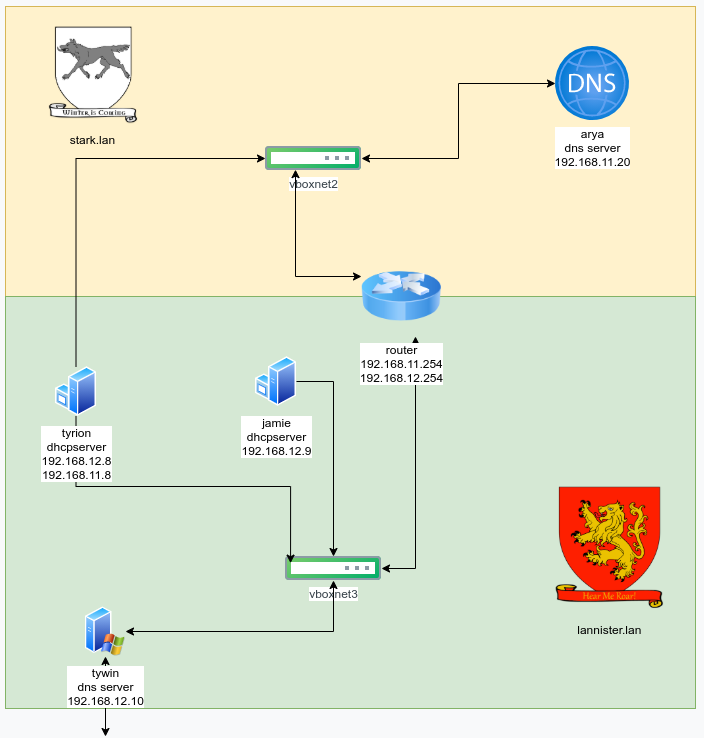 WINTER IS COMING
stark.lan
DNS
arya
dns server
192.168.11.20
vboxnet2
router
192.168.11.254
192.168.12.254
tyrion
dhcpserver
192.168.12.8
192.168.11.8
jamie
dhcpserver
192.168.12.9
Hear Me Roar!
lannister.lan
vboxnet3
tywin
dns server
192.168.12.10